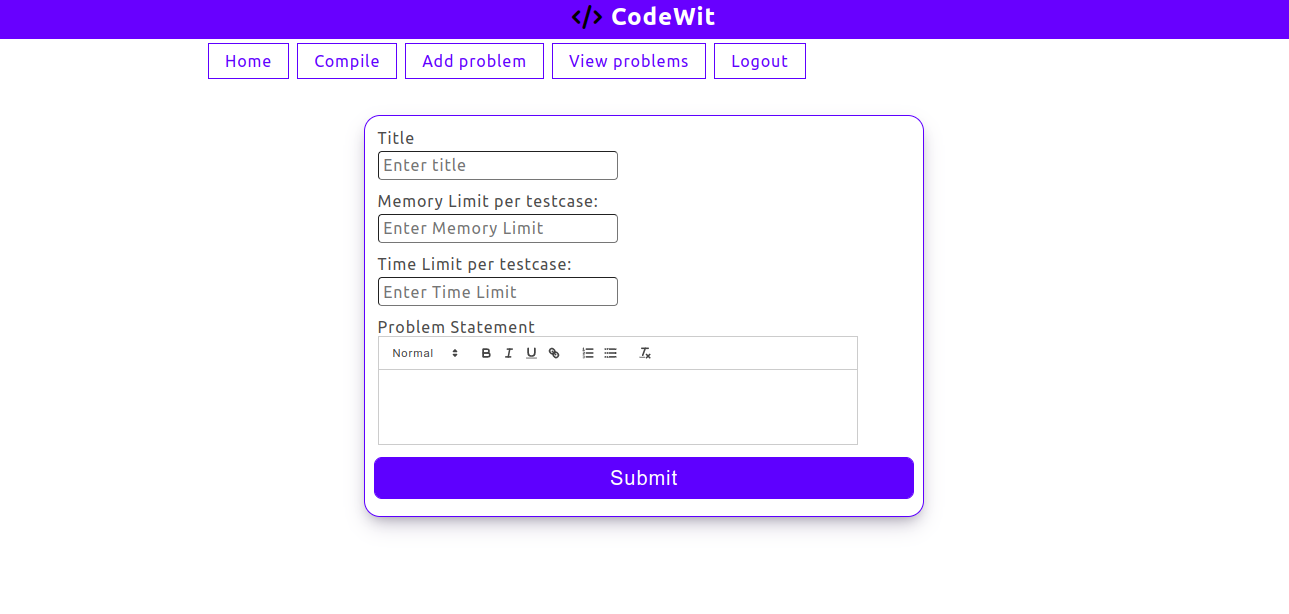 </> CodeWit
Home Compile Add problem View problems Logout
Title
Enter title
Memory Limit per testcase:
Enter Memory Limit
Time Limit per testcase:
Enter Time Limit
Problem Statement
Normal B I U Tx
Submit